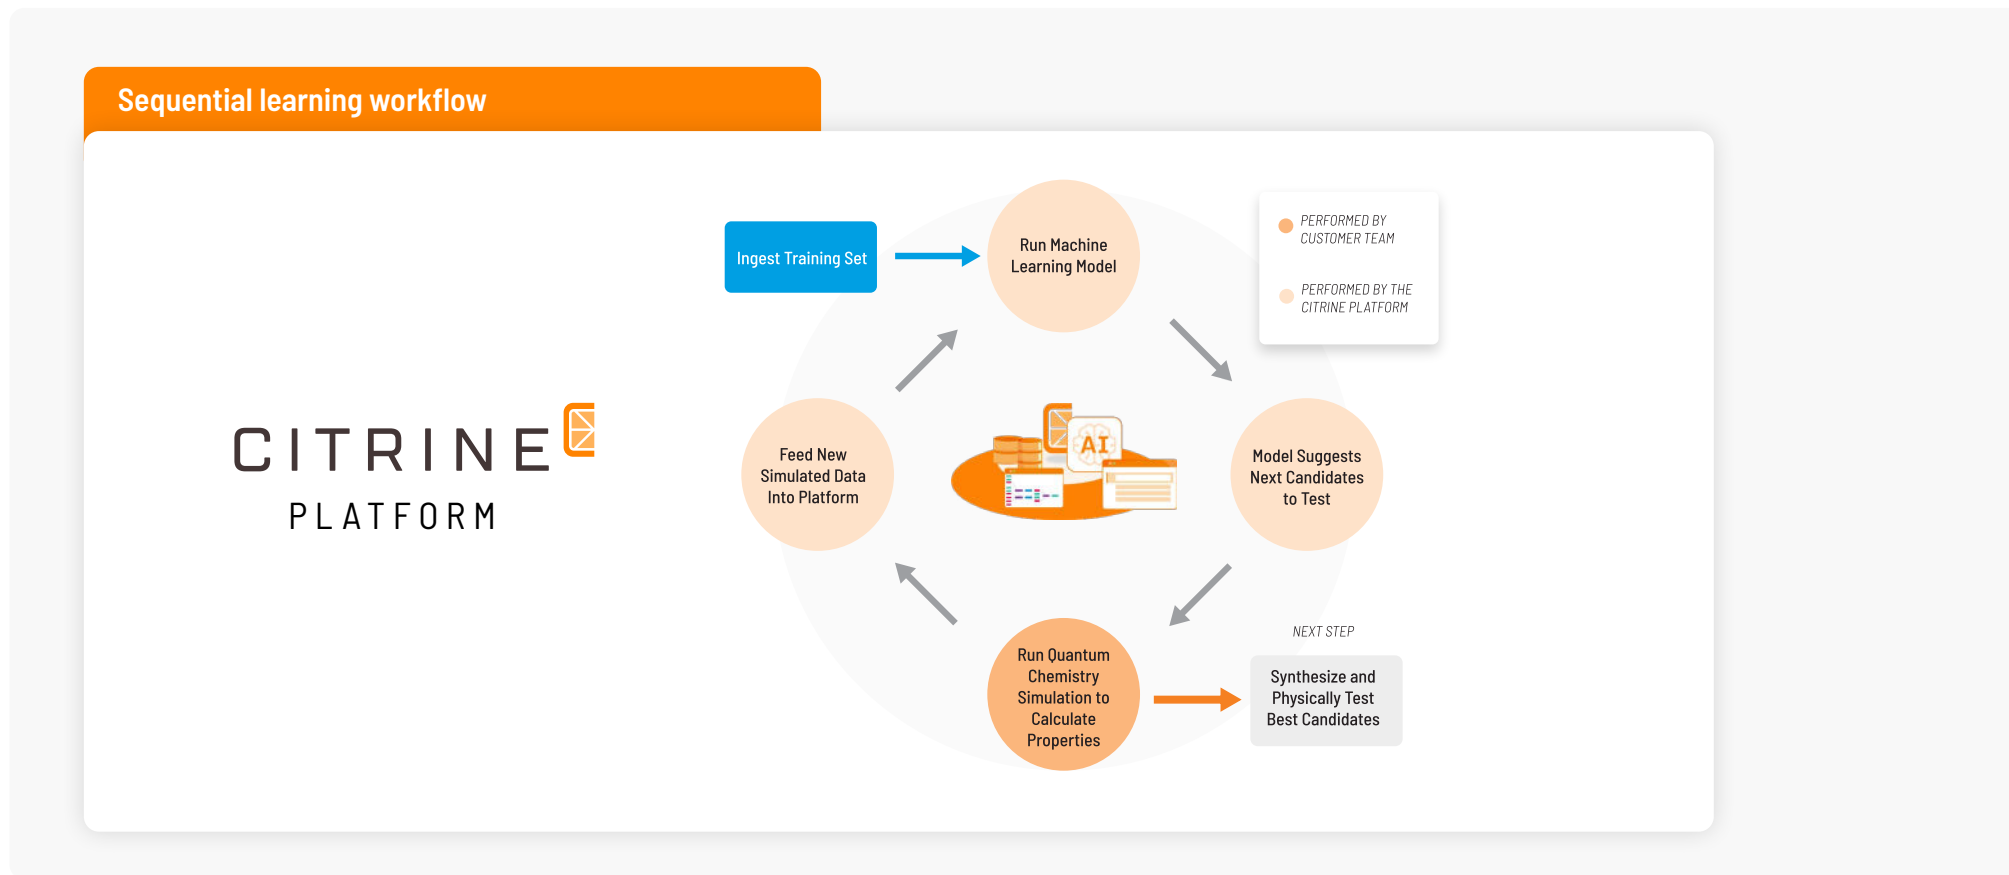 Sequential learning workflow
CITRINE
PLATFORM
Ingest Training Set
Run Machine
Learning Model
PERFORMED BY
CUSTOMER TEAM
PERFORMED BY THE
CITRINE PLATFORM
Feed New
Simulated Data
Into Platform
AI
Model Suggests
Next Candidates
to Test
Run Quantum
Chemistry
Simulation to
Calculate
Properties
NEXT STEP
Synthesize and
Physically Test
Best Candidates